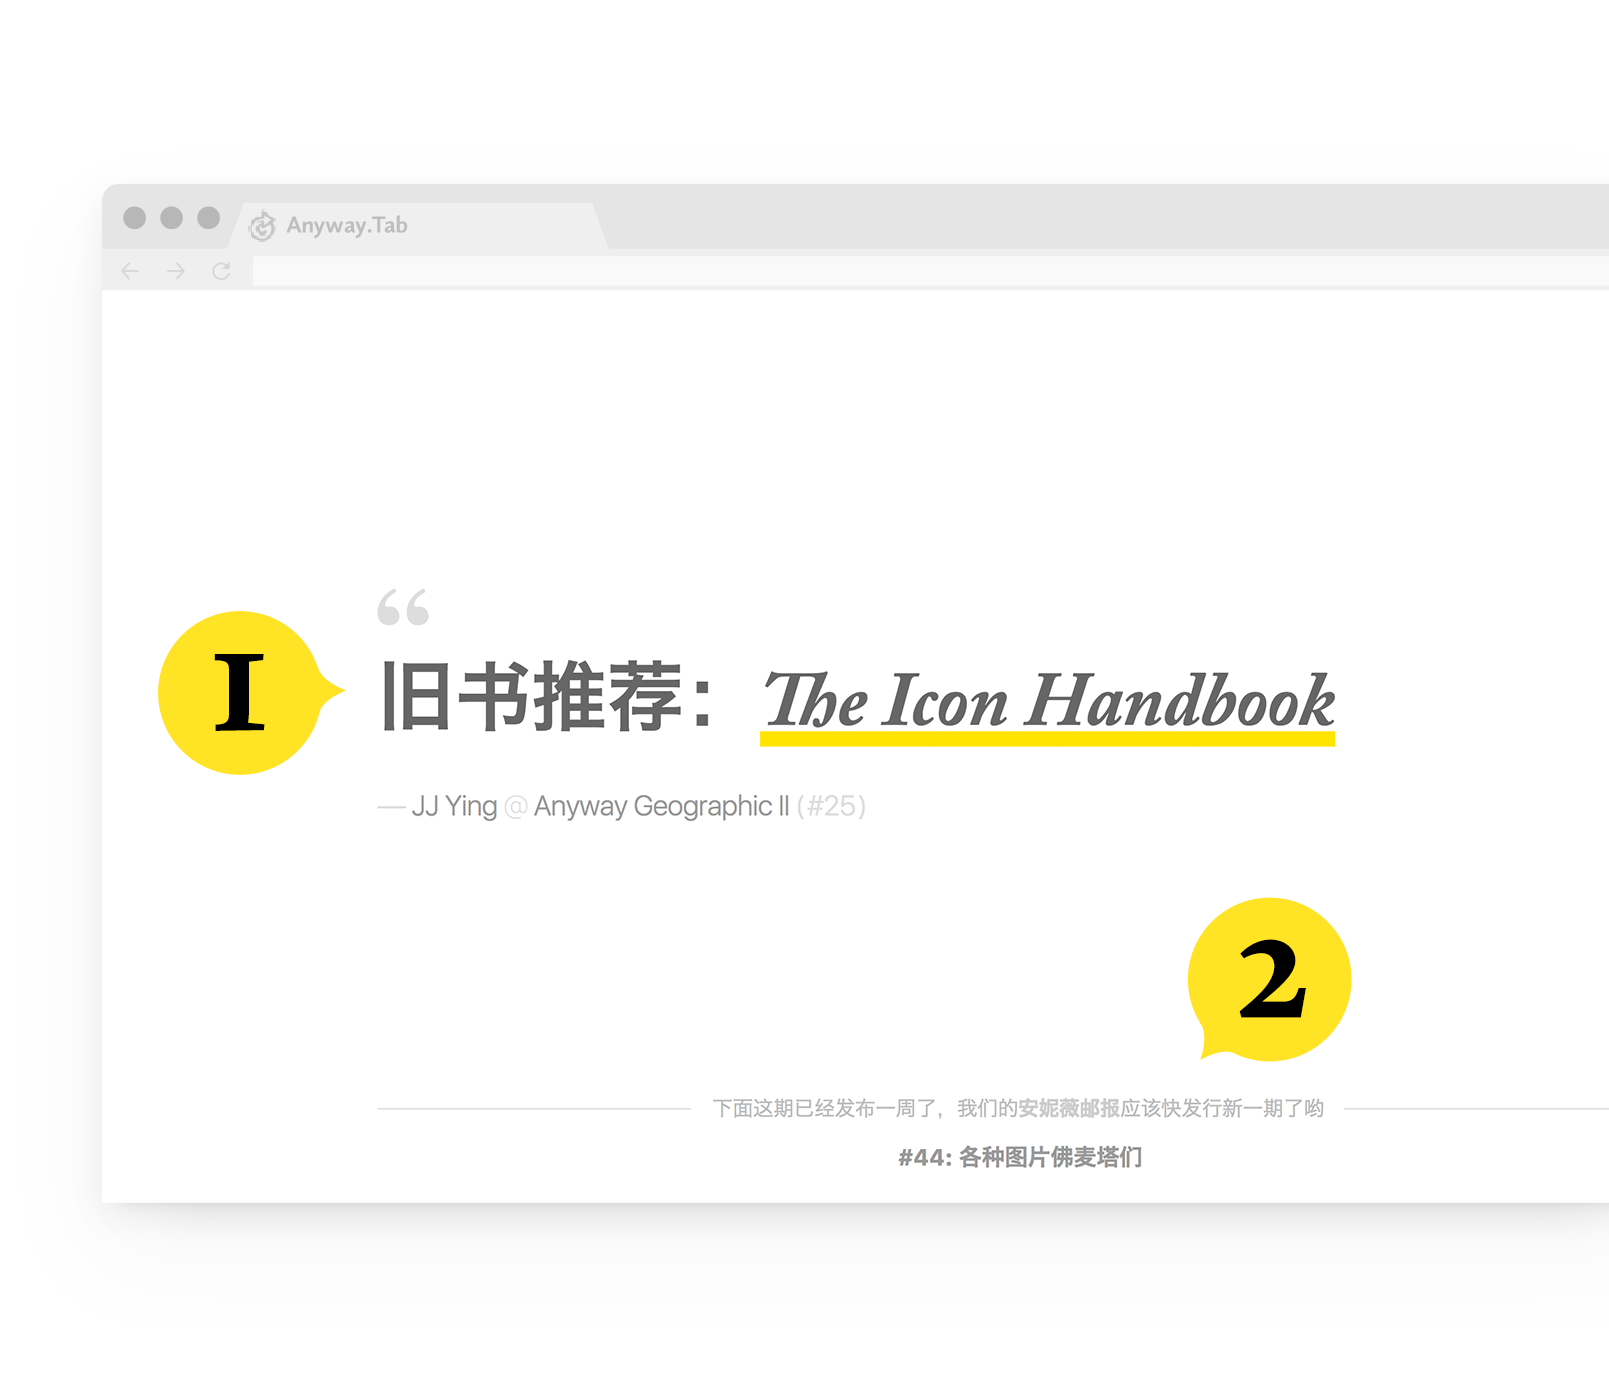 Anyway.Tab
“
1
旧书推荐：The Icon Handbook
— JJ Ying @ Anyway Geographic II (#25)
2
下面这期已经发布一周了，我们的安妮薇邮报应该快发行新一期了哟
#44: 各种图片佛麦塔们